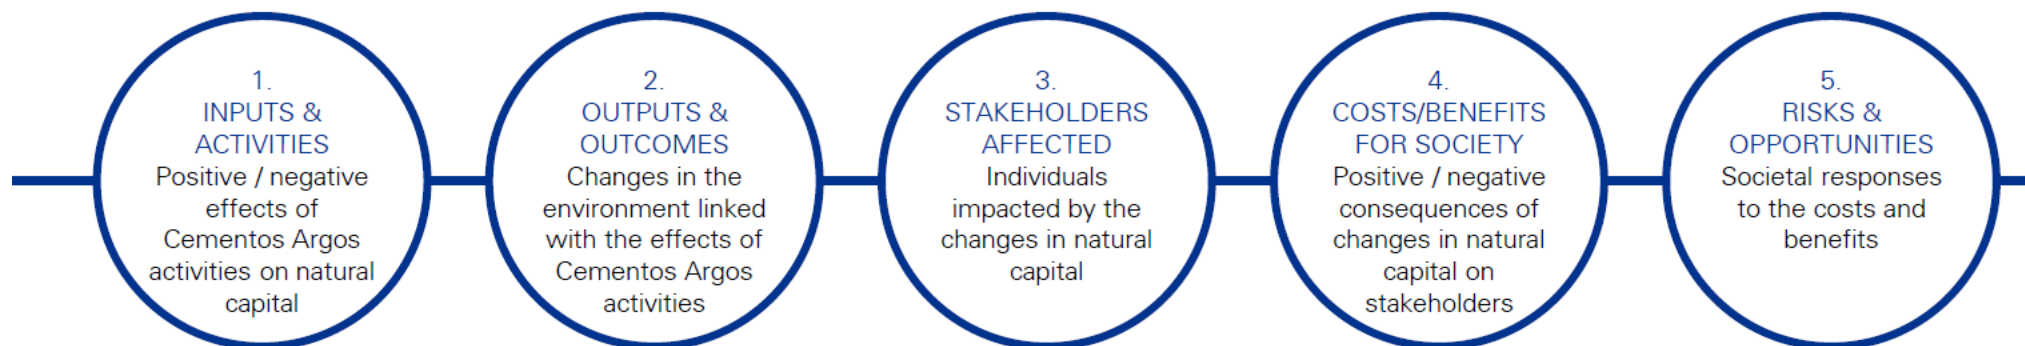 1.
INPUTS &
ACTIVITIES
Positive / negative
effects of
Cementos Argos
activities on natural
capital
2.
OUTPUTS &
OUTCOMES
Changes in the
environment linked
with the effects of
Cementos Argos
activities
3.
STAKEHOLDERS
AFFECTED
Individuals
impacted by the
changes in natural
capital
4.
COSTS/BENEFITS
FOR SOCIETY
Positive / negative
consequences of
changes in natural
capital on
stakeholders
5.
RISKS &
OPPORTUNITIES
Societal responses
to the costs and
benefits